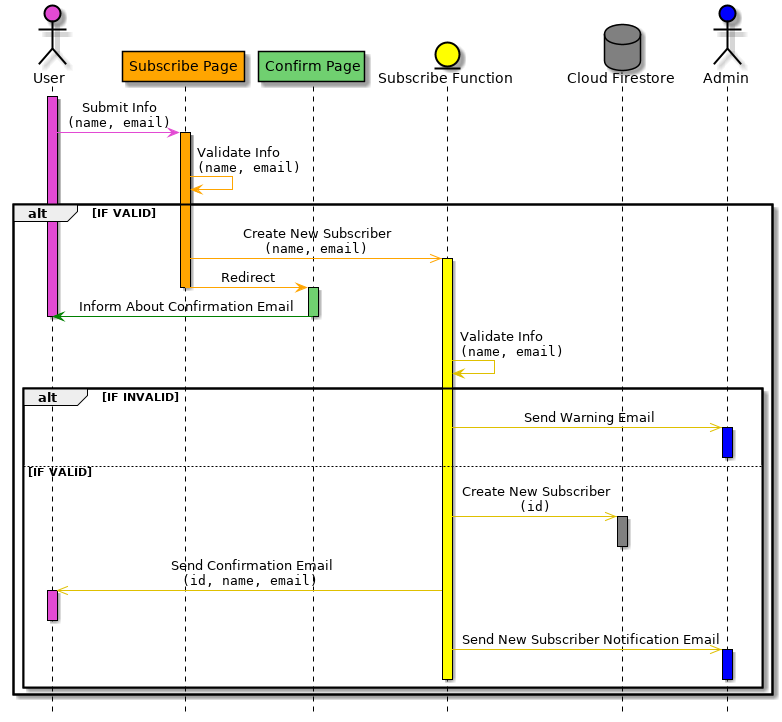 User
Subscribe Page
Confirm Page
Subscribe Function
Cloud Firestore
Admin
Submit Info
(name, email)
Validate Info
(name, email)
alt
[IF VALID]
Create New Subscriber
(name, email)
Redirect
Inform About Confirmation Email
Validate Info
(name, email)
alt
[IF INVALID]
Send Warning Email
[IF VALID]
Create New Subscriber
(id)
Send Confirmation Email
(id, name, email)
Send New Subscriber Notification Email